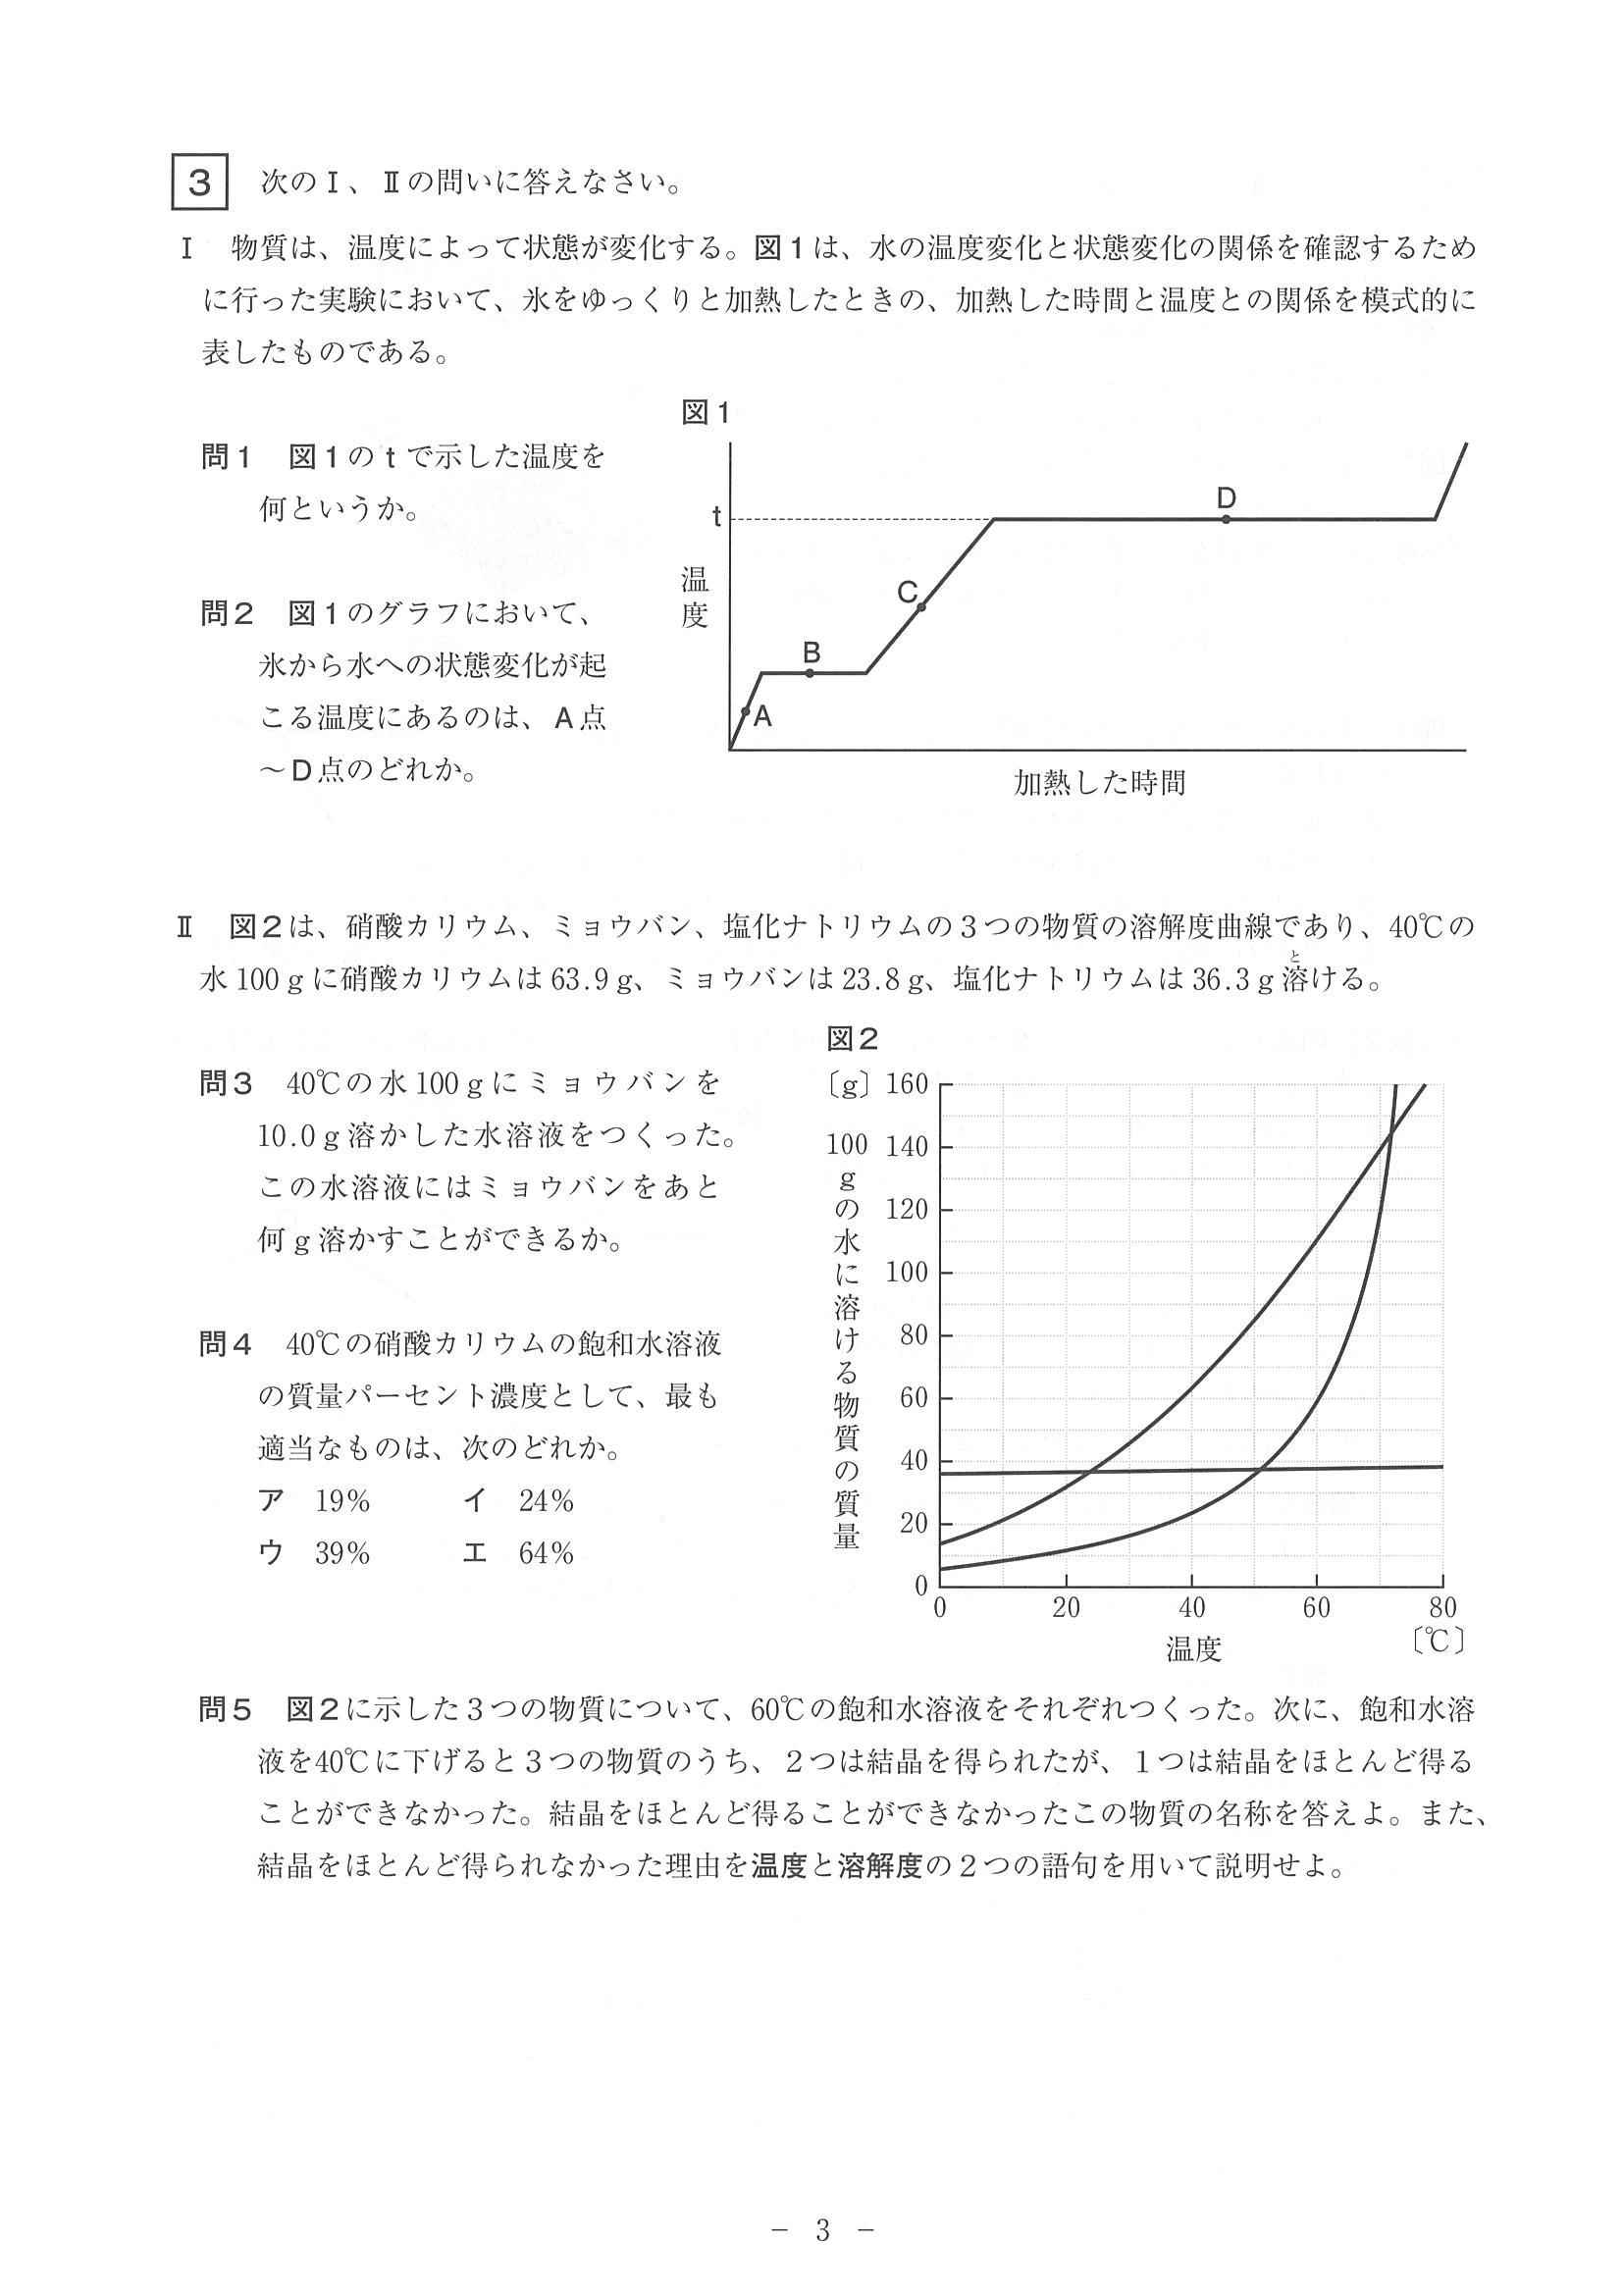 3 次のⅠ、Ⅱの問いに答えなさい。
Ⅰ 物質は、温度によって状態が変化する。図1は、水の温度変化と状態変化の関係を確認するため
に行った実験において、氷をゆっくりと加熱したときの、加熱した時間と温度との関係を模式的に
表したものである。
問1 図1のtで示した温度を
何というか。
問2 図1のグラフにおいて、
氷から水への状態変化が起
こる温度にあるのは、A点
〜D点のどれか。
図1
t
温度
A
B
C
D
加熱した時間
Ⅱ 図2は、硝酸カリウム、ミョウバン、塩化ナトリウムの3つの物質の溶解度曲線であり、40℃の
水100gに硝酸カリウムは63.9g、ミョウバンは23.8g、塩化ナトリウムは36.3g溶ける。
と
問3 40℃の水100gにミョウバンを
10.0g溶かした水溶液をつくった。
この水溶液にはミョウバンをあと
何g溶かすことができるか。
問4 40℃の硝酸カリウムの飽和水溶液
の質量パーセント濃度として、最も
適当なものは、次のどれか。
ア 19% イ 24%
ウ 39% エ 64%
図2
〔g〕
100gの水に溶ける物質の質量
160
140
120
100
80
60
40
20
0
0 20 40 60 80
温度 〔℃〕
問5 図2に示した3つの物質について、60℃の飽和水溶液をそれぞれつくった。次に、飽和水溶
液を40℃に下げると3つの物質のうち、2つは結晶を得られたが、1つは結晶をほとんど得る
ことができなかった。結晶をほとんど得ることができなかったこの物質の名称を答えよ。また、
結晶をほとんど得られなかった理由を温度と溶解度の2つの語句を用いて説明せよ。
− 3 −